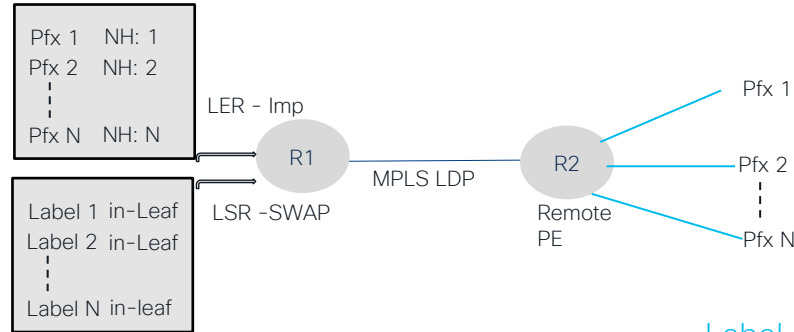 Pfx 1 NH: 1
Pfx 2 NH: 2
Pfx N NH: N
LER - Imp
R1
MPLS LDP
R2
Remote
PE
Pfx 1
Pfx 2
Pfx N
Label 1 in-Leaf
Label 2 in-Leaf
Label N in-leaf
LSR -SWAP
Label